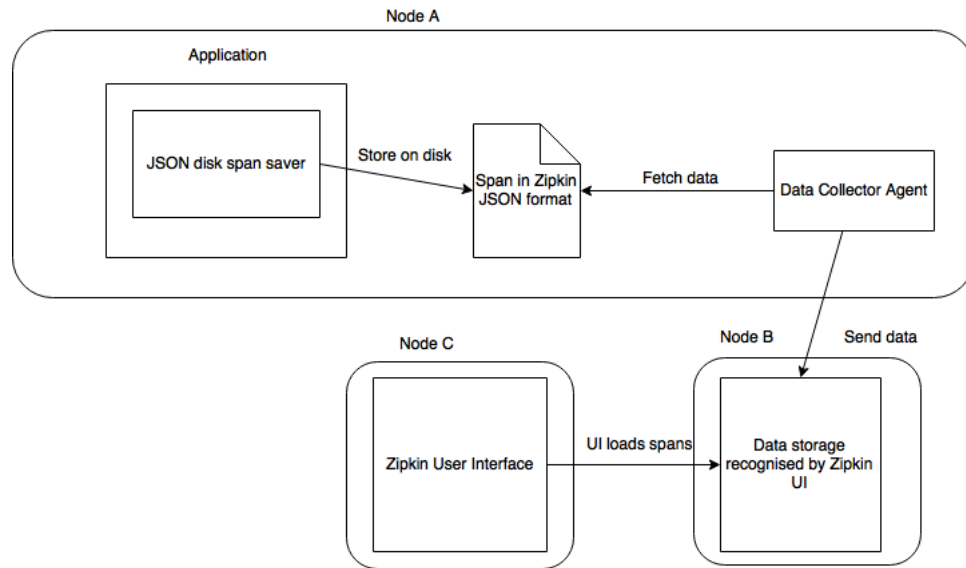 Node A
Application
JSON disk span saver
Store on disk
Span in Zipkin
JSON format
Fetch data
Data Collector Agent
Node C
Node B
Send data
Zipkin User Interface
UI loads spans
Data storage
recognised by Zipkin
UI